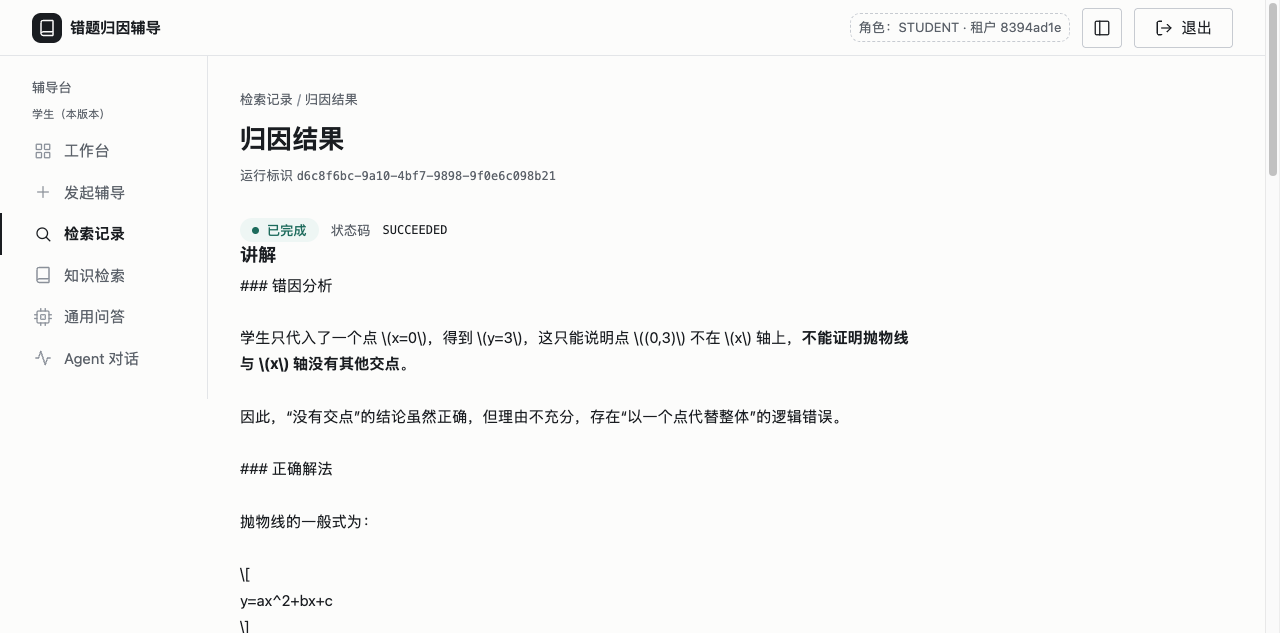 错题归因辅导
角色：STUDENT · 租户 8394ad1e
退出
辅导台
学生（本版本）
工作台
发起辅导
检索记录
知识检索
通用问答
Agent 对话
检索记录 / 归因结果
归因结果
运行标识 d6c8f6bc-9a10-4bf7-9898-9f0e6c098b21
已完成 状态码 SUCCEEDED
讲解
### 错因分析
学生只代入了一个点 \(x=0\)，得到 \(y=3\)，这只能说明点 \((0,3)\) 不在 \(x\) 轴上，不能证明抛物线
与 \(x\) 轴没有其他交点。
因此，“没有交点”的结论虽然正确，但理由不充分，存在“以一个点代替整体”的逻辑错误。
### 正确解法
抛物线的一般式为：
\[
y=ax^2+bx+c
\]